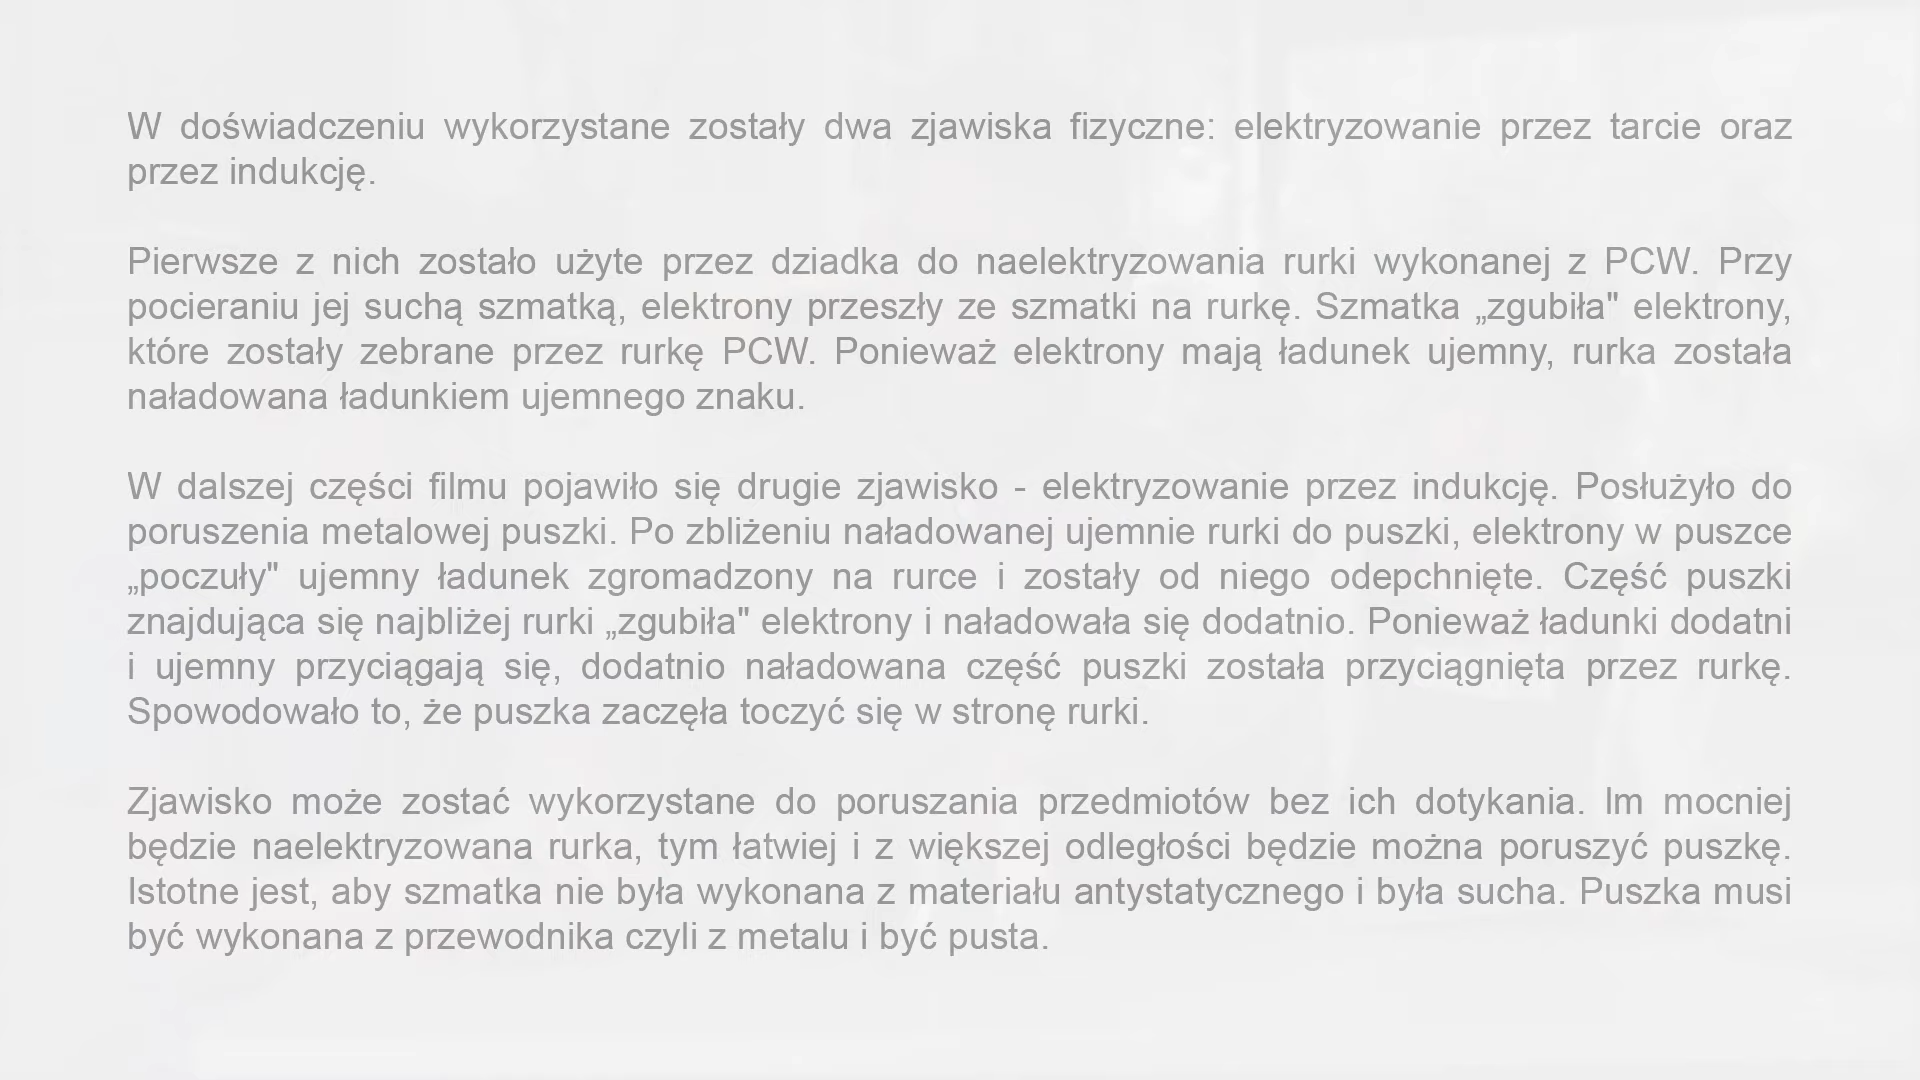 W doświadczeniu wykorzystane zostały dwa zjawiska fizyczne: elektryzowanie przez tarcie oraz
przez indukcję.
Pierwsze z nich zostało użyte przez dziadka do naelektryzowania rurki wykonanej z PCW. Przy
pocieraniu jej suchą szmatką, elektrony przeszły ze szmatki na rurkę. Szmatka „zgubiła" elektrony,
które zostały zebrane przez rurkę PCW. Ponieważ elektrony mają ładunek ujemny, rurka została
naładowana ładunkiem ujemnego znaku.
W dalszej części filmu pojawiło się drugie zjawisko - elektryzowanie przez indukcję. Posłużyło do
poruszenia metalowej puszki. Po zbliżeniu naładowanej ujemnie rurki do puszki, elektrony w puszce
„poczuły" ujemny ładunek zgromadzony na rurce i zostały od niego odepchnięte. Część puszki
znajdująca się najbliżej rurki „zgubiła" elektrony i naładowała się dodatnio. Ponieważ ładunki dodatni
i ujemny przyciągają się, dodatnio naładowana część puszki została przyciągnięta przez rurkę.
Spowodowało to, że puszka zaczęła toczyć się w stronę rurki.
Zjawisko może zostać wykorzystane do poruszania przedmiotów bez ich dotykania. Im mocniej
będzie naelektryzowana rurka, tym łatwiej i z większej odległości będzie można poruszyć puszkę.
Istotne jest, aby szmatka nie była wykonana z materiału antystatycznego i była sucha. Puszka musi
być wykonana z przewodnika czyli z metalu i być pusta.